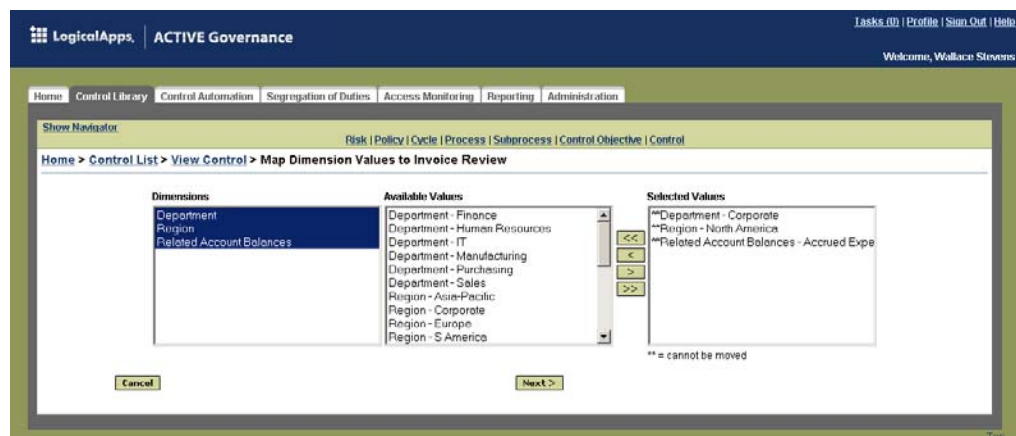 Tasks (0) | Profile | Sign Out | Help
LogicalApps. ACTIVE Governance
Welcome, Wallace Stevens
Home Control Library Control Automation Segregation of Duties Access Monitoring Reporting Administration
Show Navigator
Risk | Policy | Cycle | Process | Subprocess | Control Objective | Control
Home > Control List > View Control > Map Dimension Values to Invoice Review
Dimensions
Department
Region
Related Account Balances
Available Values
Department - Finance
Department - Human Resources
Department - IT
Department - Manufacturing
Department - Purchasing
Department - Sales
Region - Asia-Pacific
Region - Corporate
Region - Europe
Region - S America
<<
<
>
>>
Selected Values
**Department - Corporate
**Region - North America
**Related Account Balances - Accrued Expe
** = cannot be moved
Cancel
Next >